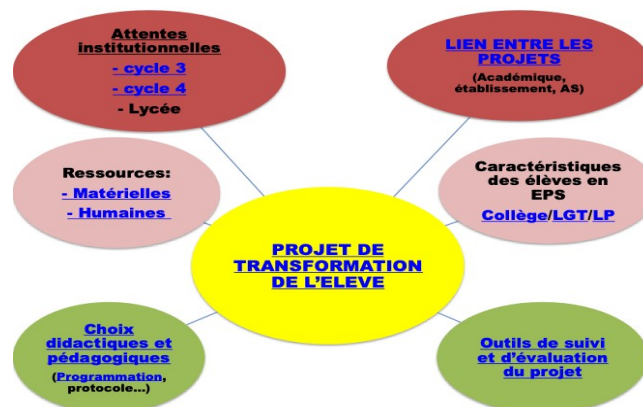 Attentes
institutionnelles
- cycle 3
- cycle 4
- Lycée
LIEN ENTRE LES
PROJETS
(Académique,
établissement, AS)
Ressources:
- Matérielles
- Humaines
Caractéristiques
des élèves en
EPS
Collège/LGT/LP
PROJET DE
TRANSFORMATION
DE L'ELEVE
Choix
didactiques et
pédagogiques
(Programmation,
protocole...)
Outils de suivi
et d'évaluation
du projet